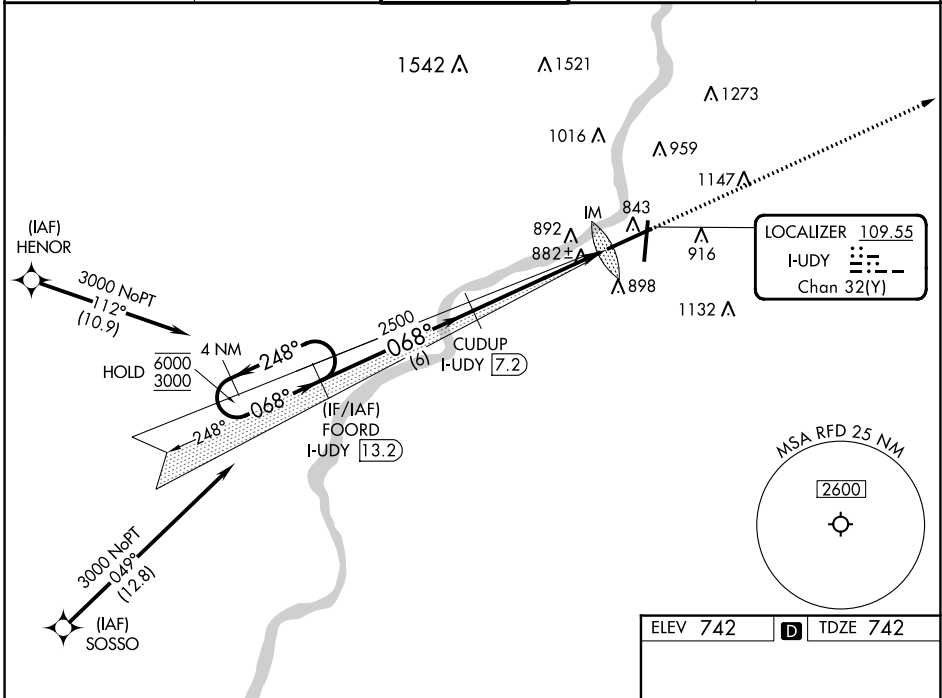 1542
1521
1273
1016
959
1147
IM
843
892
882±
916
898
1132
LOCALIZER 109.55
I-UDY
Chan 32(Y)
(IAF)
HENOR
3000 NoPT
112°
(10.9)
4 NM
HOLD 6000
3000
248°
068°
248°
2500
068°
(6)
CUDUP
I-UDY 7.2
(IF/IAF)
FOORD
I-UDY 13.2
3000 NoPT
049°
(12.8)
(IAF)
SOSSO
MSA RFD 25 NM
2600
ELEV 742 D TDZE 742